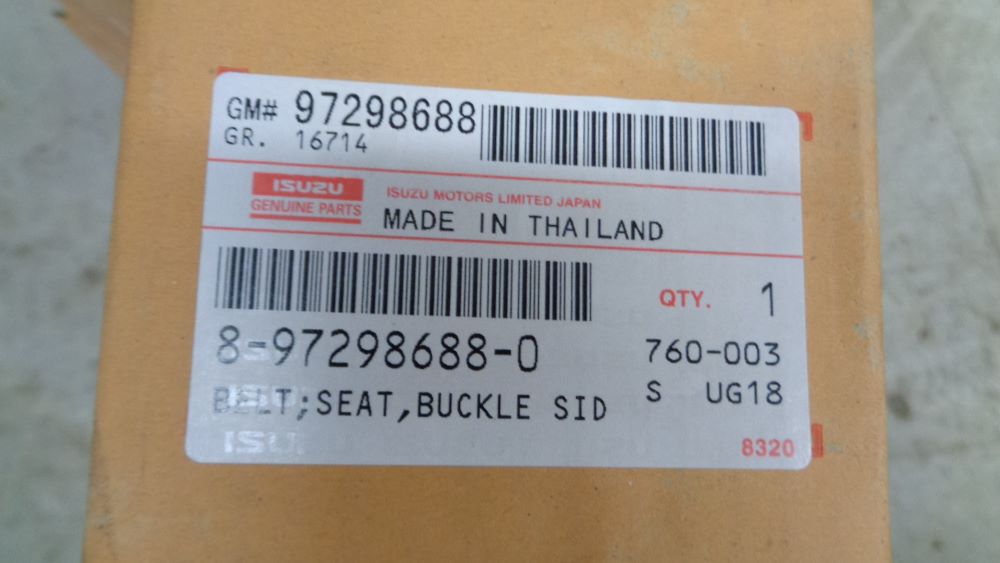 GM# 97298688
GR. 16714
ISUZU
GENUINE PARTS
ISUZU MOTORS LIMITED JAPAN
MADE IN THAILAND
QTY. 1
8-97298688-0
760-003
BELT;SEAT,BUCKLE SID
S UG18
ISU
8320